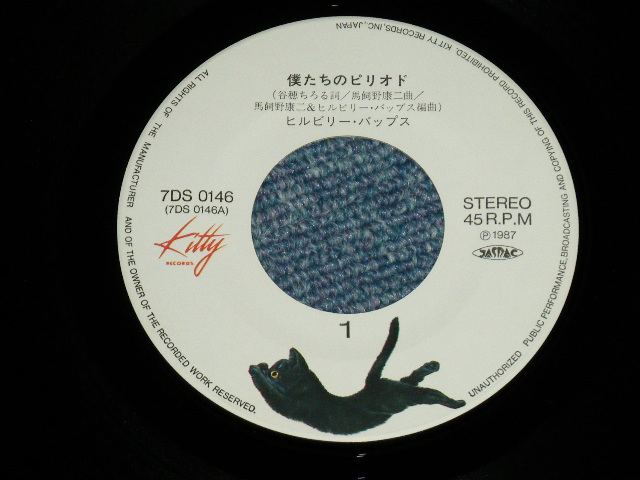 僕たちのピリオド
(谷穂ちろる詞／馬飼野康二曲／
馬飼野康二&ヒルビリー・バップス編曲)
ヒルビリー・バップス
7DS 0146
(7DS 0146A)
Kitty
RECORDS
STEREO
45 R.P.M
Ⓟ1987
JASRAC
1
ALL RIGHTS OF THE MANUFACTURER AND OF THE OWNER OF THE RECORDED WORK RESERVED.
UNAUTHORIZED PUBLIC PERFORMANCE,BROADCASTING AND COPYING OF THIS RECORD PROHIBITED. KITTY RECORDS, INC., JAPAN